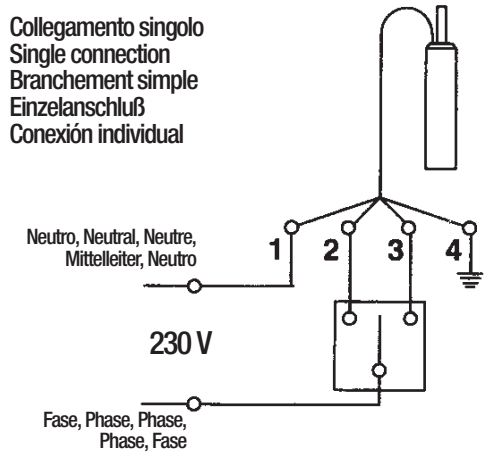 Collegamento singolo
Single connection
Branchement simple
Einzelanschluß
Conexión individual
1 2 3 4
Neutro, Neutral, Neutre,
Mittelleiter, Neutro
230 V
Fase, Phase, Phase,
Phase, Fase